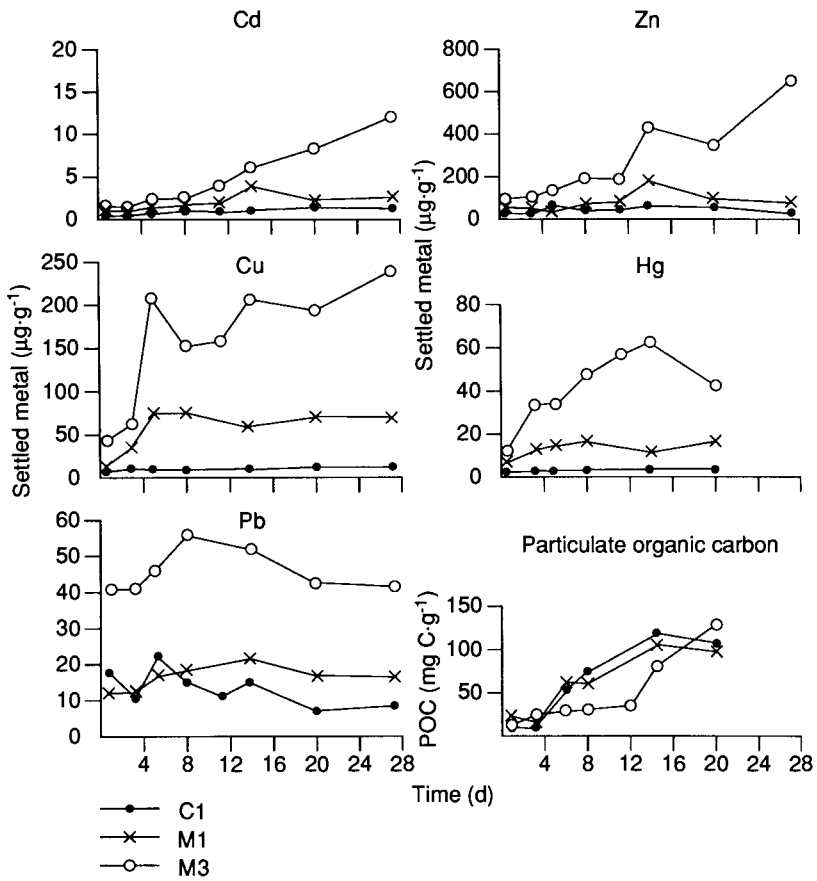 Cd
20
15
10
5
0
Settled metal (µg·g⁻¹)
Zn
800
600
400
200
0
Settled metal (µg·g⁻¹)
Cu
250
200
150
100
50
0
Hg
80
60
40
20
0
Pb
60
50
40
30
20
10
0
4 8 12 16 20 24 28
Particulate organic carbon
POC (mg C·g⁻¹)
150
100
50
4 8 12 16 20 24 28
Time (d)
C1
M1
M3